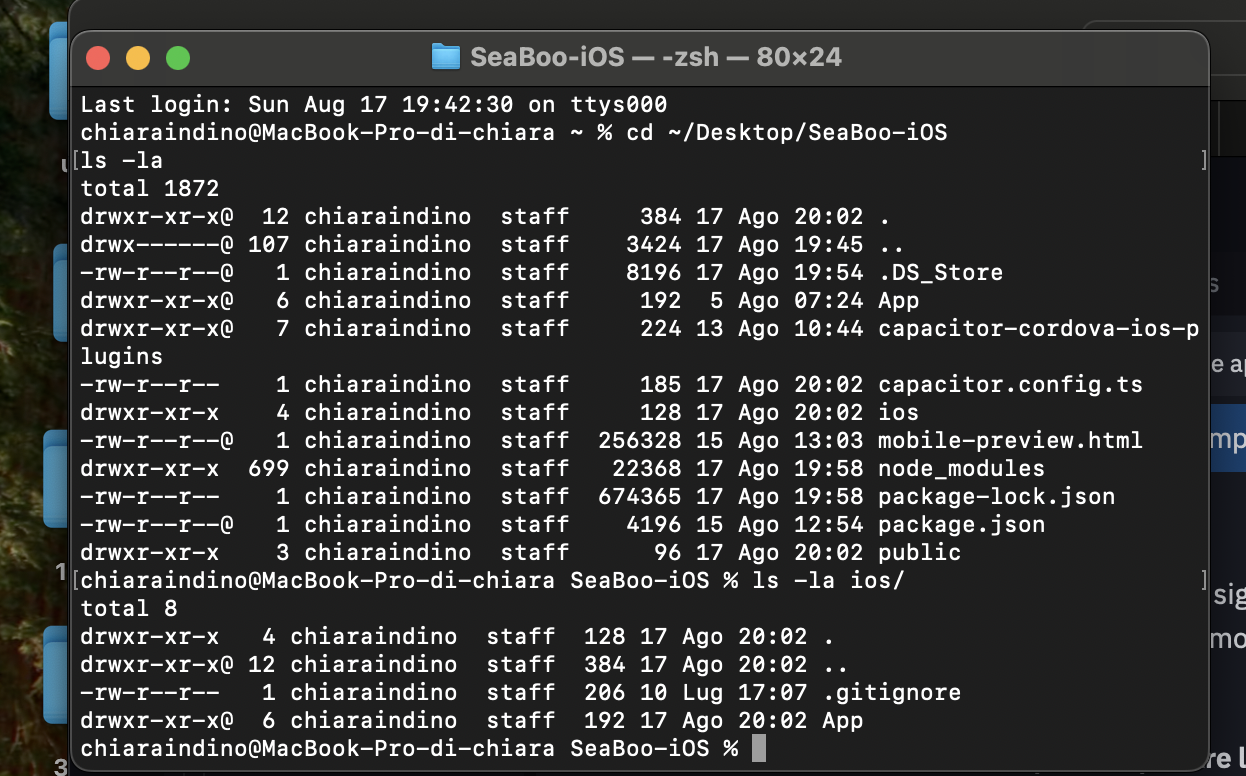 SeaBoo-iOS — -zsh — 80×24
Last login: Sun Aug 17 19:42:30 on ttys000
chiaraindino@MacBook-Pro-di-chiara ~ % cd ~/Desktop/SeaBoo-iOS
[ls -la ]
total 1872
drwxr-xr-x@  12 chiaraindino  staff     384 17 Ago 20:02 .
drwx------@ 107 chiaraindino  staff    3424 17 Ago 19:45 ..
-rw-r--r--@   1 chiaraindino  staff    8196 17 Ago 19:54 .DS_Store
drwxr-xr-x@   6 chiaraindino  staff     192  5 Ago 07:24 App
drwxr-xr-x@   7 chiaraindino  staff     224 13 Ago 10:44 capacitor-cordova-ios-p
lugins
-rw-r--r--    1 chiaraindino  staff     185 17 Ago 20:02 capacitor.config.ts
drwxr-xr-x    4 chiaraindino  staff     128 17 Ago 20:02 ios
-rw-r--r--@   1 chiaraindino  staff  256328 15 Ago 13:03 mobile-preview.html
drwxr-xr-x  699 chiaraindino  staff   22368 17 Ago 19:58 node_modules
-rw-r--r--    1 chiaraindino  staff  674365 17 Ago 19:58 package-lock.json
-rw-r--r--@   1 chiaraindino  staff    4196 15 Ago 12:54 package.json
drwxr-xr-x    3 chiaraindino  staff      96 17 Ago 20:02 public
[chiaraindino@MacBook-Pro-di-chiara SeaBoo-iOS % ls -la ios/ ]
total 8
drwxr-xr-x   4 chiaraindino  staff  128 17 Ago 20:02 .
drwxr-xr-x@ 12 chiaraindino  staff  384 17 Ago 20:02 ..
-rw-r--r--   1 chiaraindino  staff  206 10 Lug 17:07 .gitignore
drwxr-xr-x@  6 chiaraindino  staff  192 17 Ago 20:02 App
chiaraindino@MacBook-Pro-di-chiara SeaBoo-iOS %